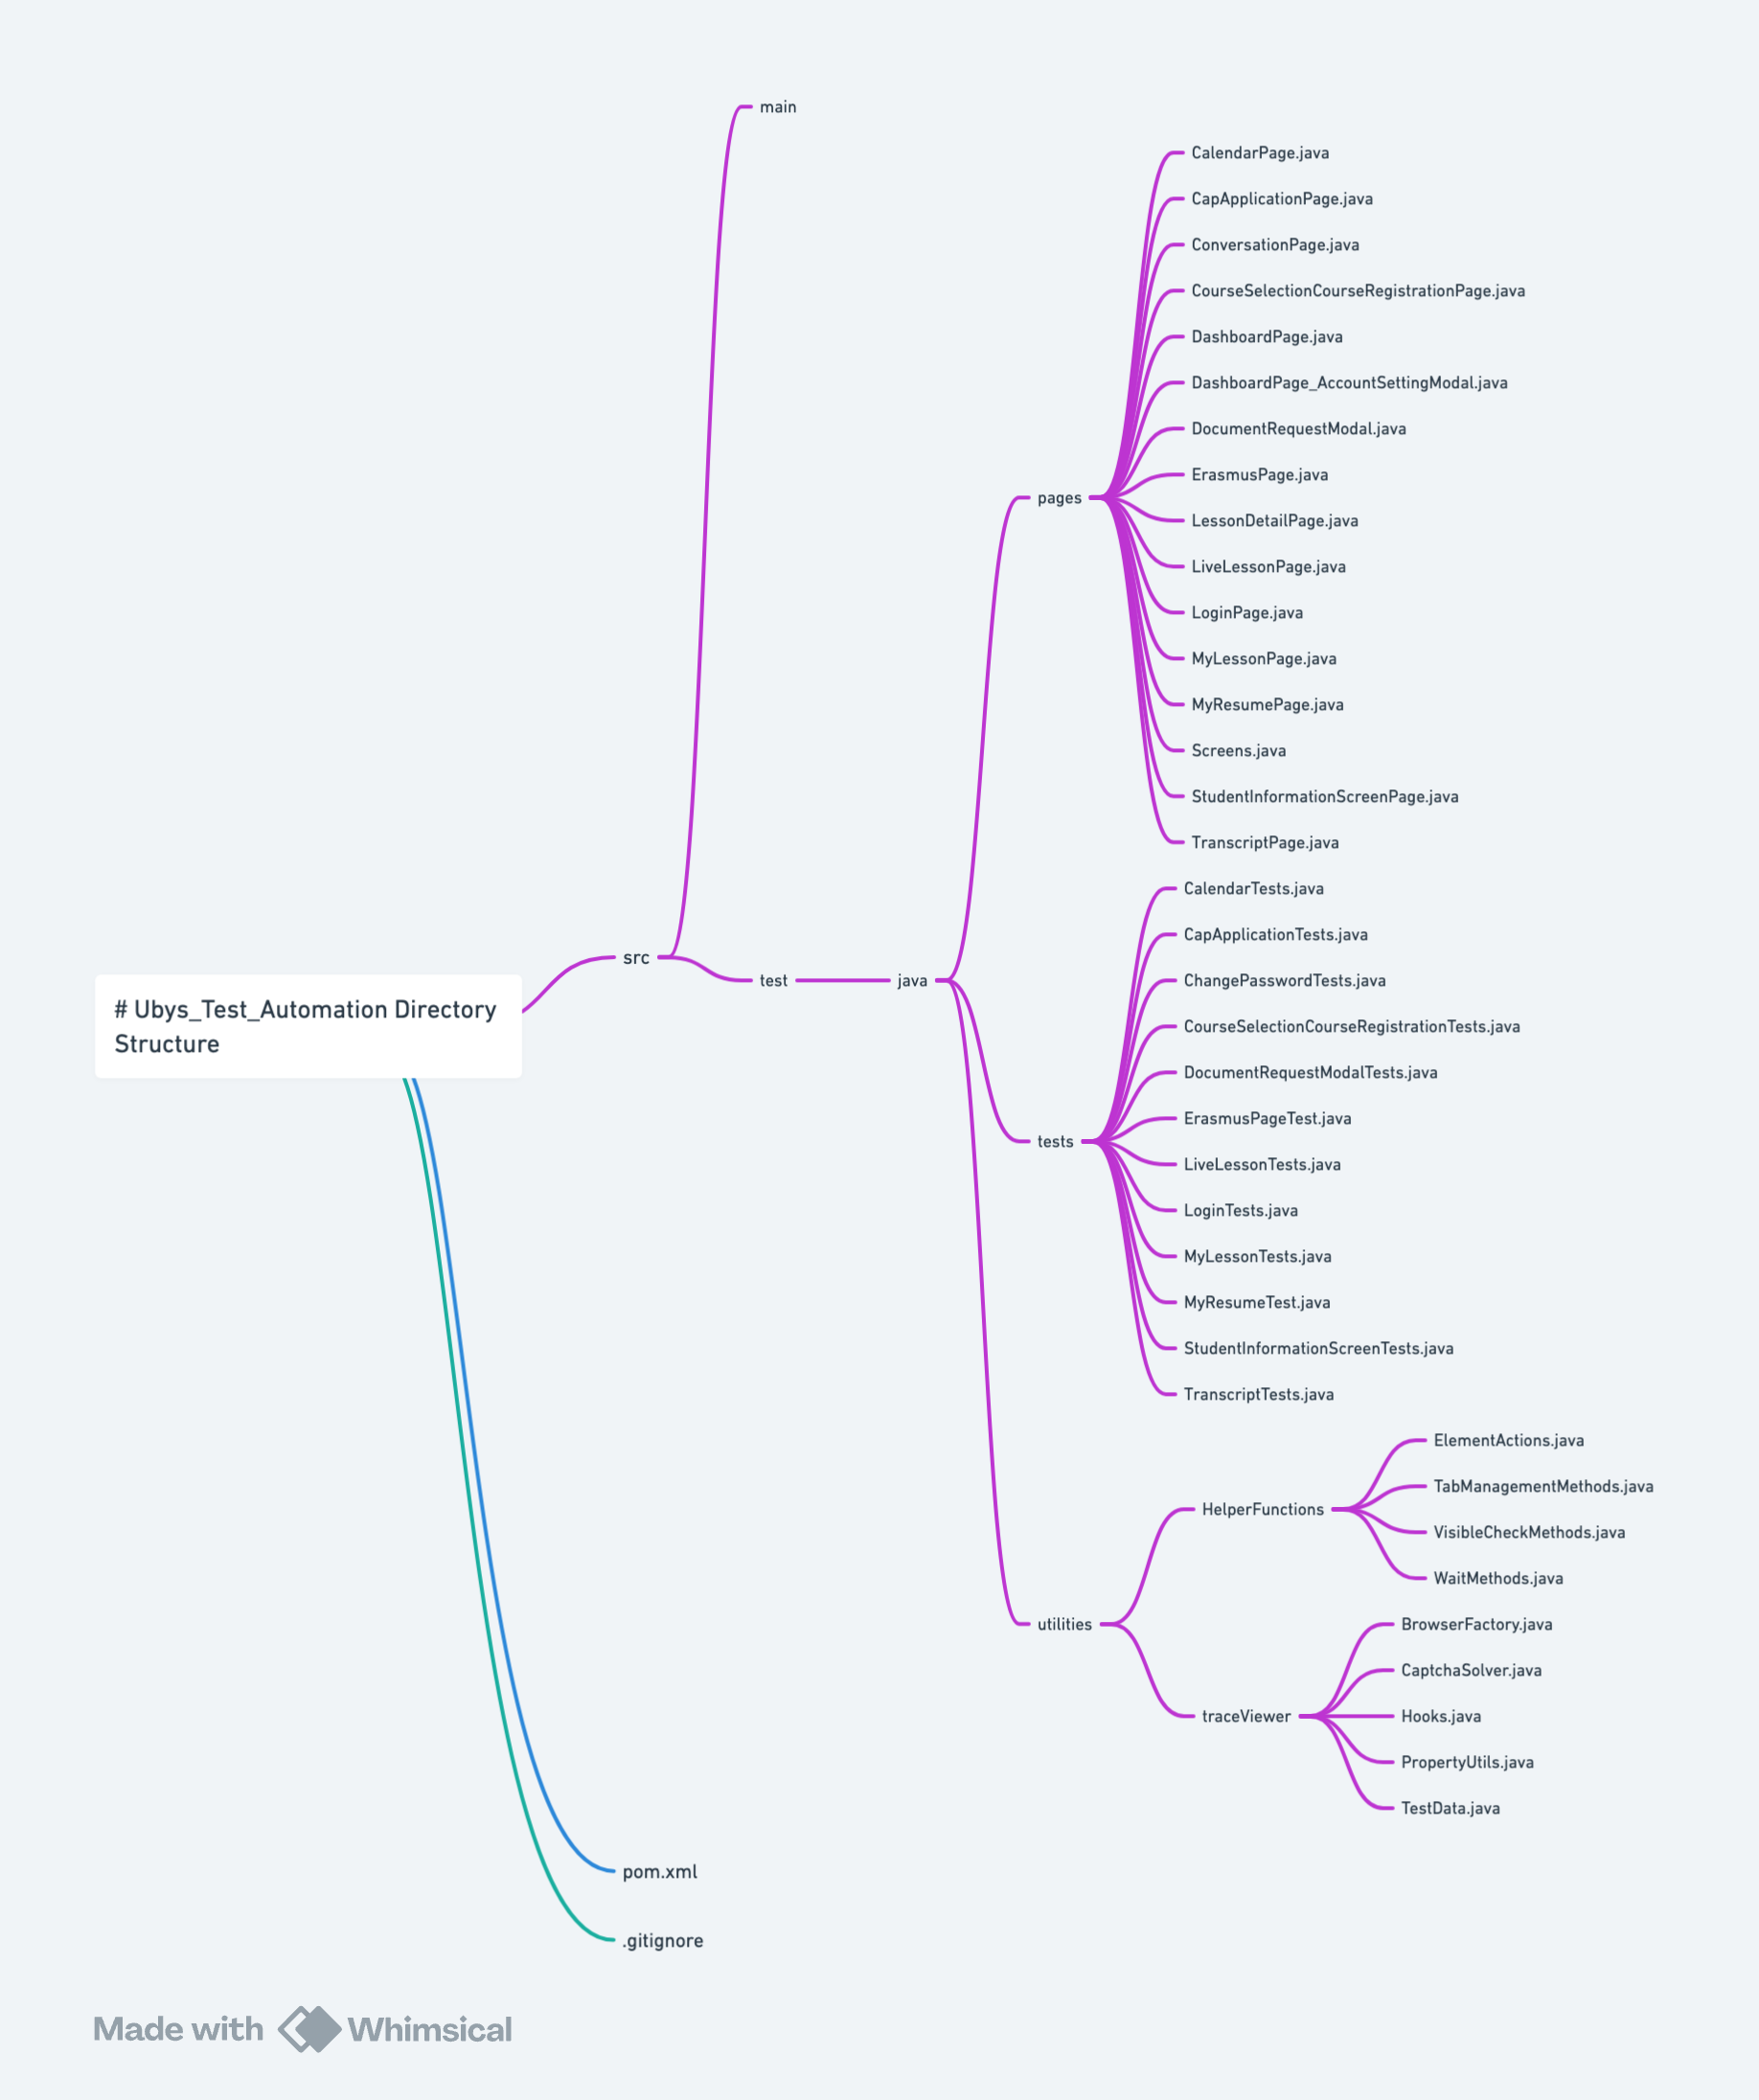 main
CalendarPage.java
CapApplicationPage.java
ConversationPage.java
CourseSelectionCourseRegistrationPage.java
DashboardPage.java
DashboardPage_AccountSettingModal.java
DocumentRequestModal.java
ErasmusPage.java
pages
LessonDetailPage.java
LiveLessonPage.java
LoginPage.java
MyLessonPage.java
MyResumePage.java
Screens.java
StudentInformationScreenPage.java
TranscriptPage.java
CalendarTests.java
CapApplicationTests.java
src
test
java
ChangePasswordTests.java
# Ubys_Test_Automation Directory
Structure
CourseSelectionCourseRegistrationTests.java
DocumentRequestModalTests.java
ErasmusPageTest.java
tests
LiveLessonTests.java
LoginTests.java
MyLessonTests.java
MyResumeTest.java
StudentInformationScreenTests.java
TranscriptTests.java
ElementActions.java
TabManagementMethods.java
HelperFunctions
VisibleCheckMethods.java
WaitMethods.java
utilities
BrowserFactory.java
CaptchaSolver.java
traceViewer
Hooks.java
PropertyUtils.java
TestData.java
pom.xml
.gitignore
Made with Whimsical